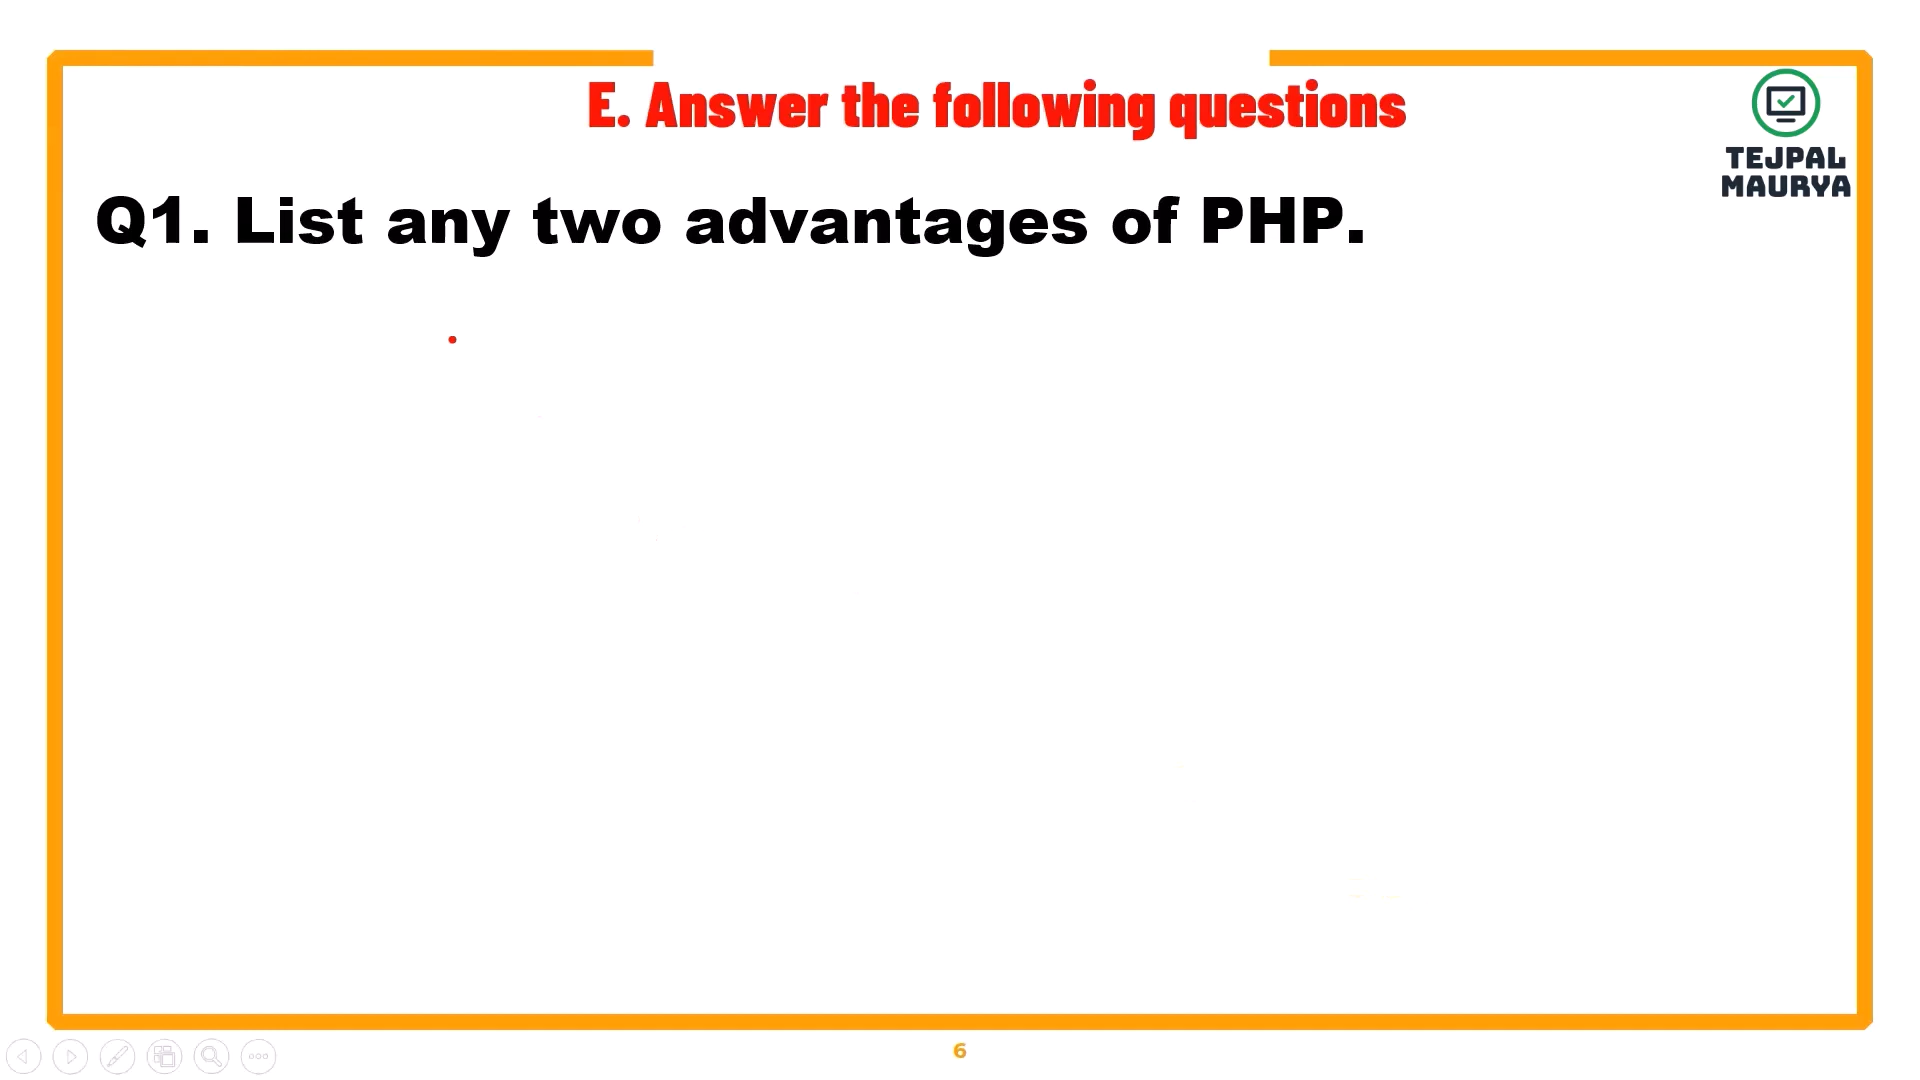 E. Answer the following questions
TEJPAL
MAURYA
Q1. List any two advantages of PHP.
6